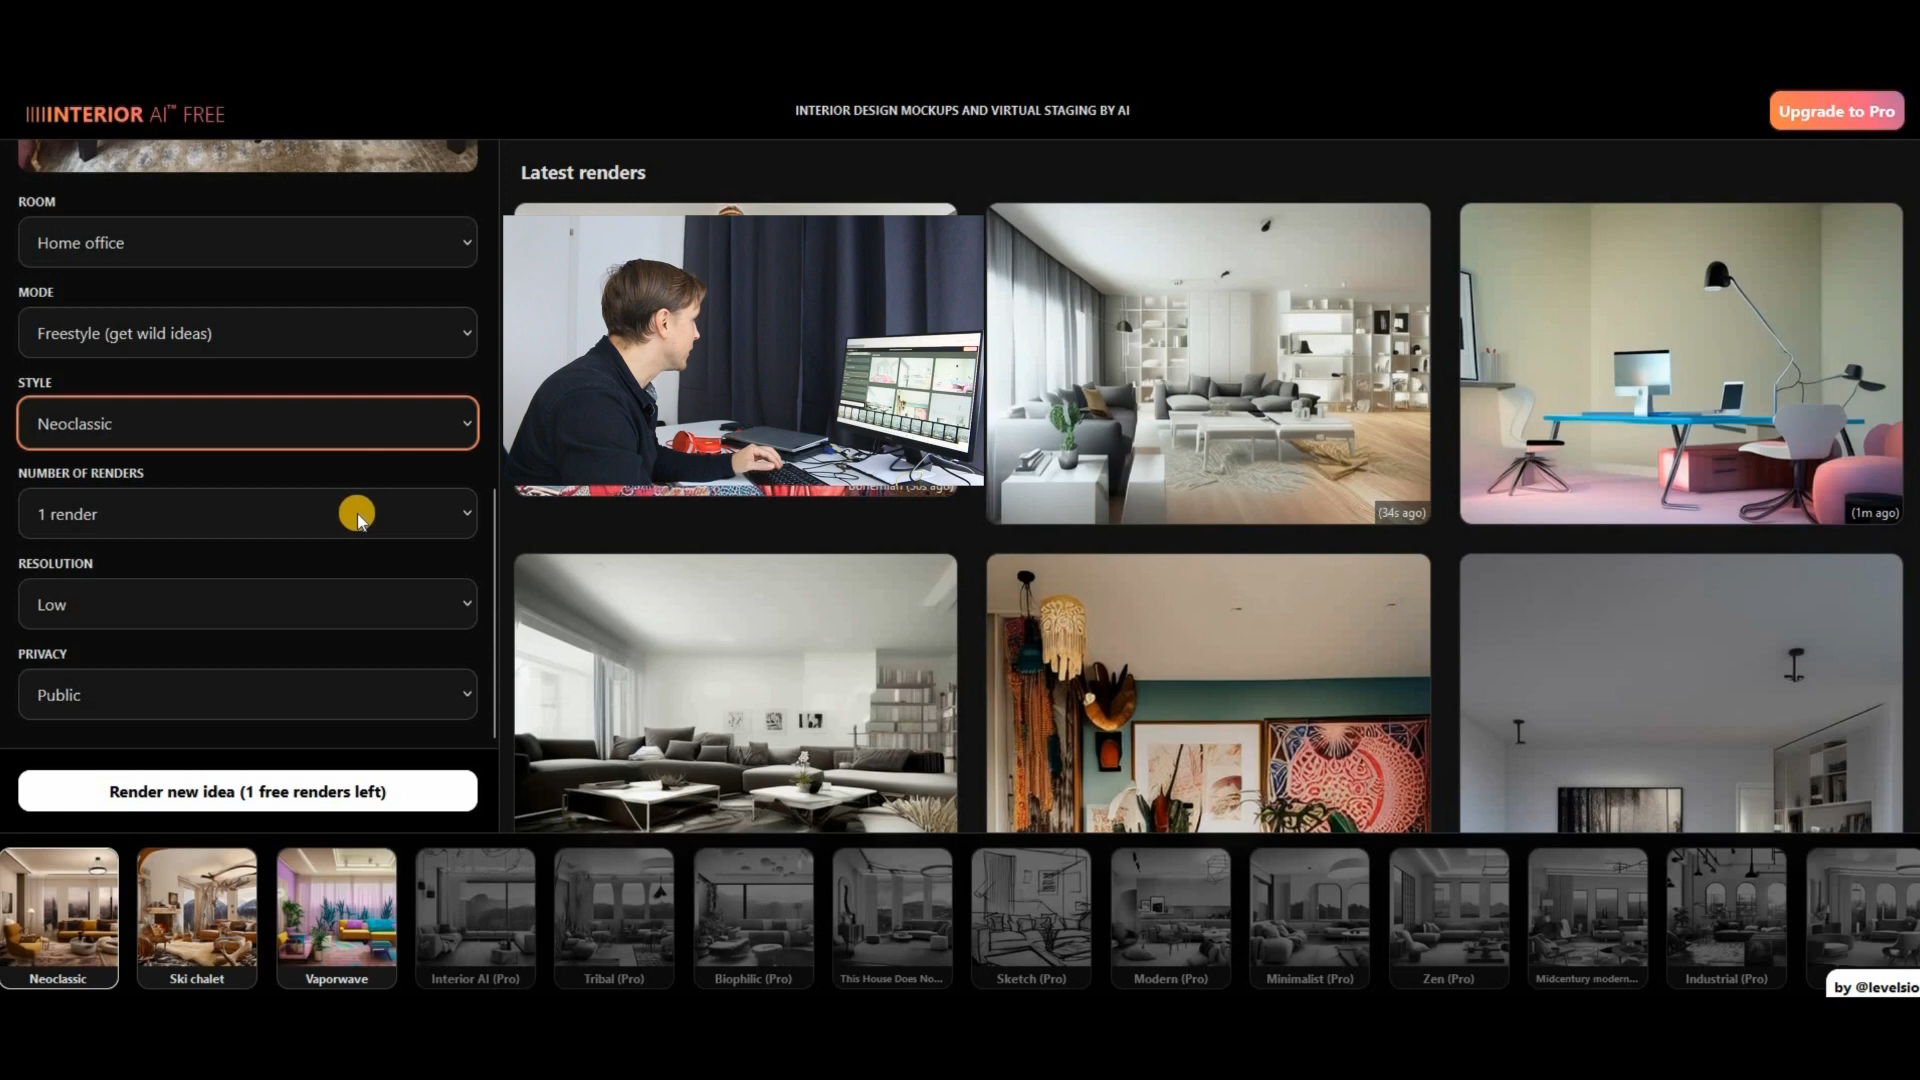 INTERIOR AI™ FREE
INTERIOR DESIGN MOCKUPS AND VIRTUAL STAGING BY AI
Upgrade to Pro
ROOM
Home office
MODE
Freestyle (get wild ideas)
STYLE
Neoclassic
NUMBER OF RENDERS
1 render
RESOLUTION
Low
PRIVACY
Public
Render new idea (1 free renders left)
Latest renders
Bohemian (30s ago)
(34s ago)
(1m ago)
Neoclassic
Ski chalet
Vaporwave
Interior AI (Pro)
Tribal (Pro)
Biophilic (Pro)
This House Does No...
Sketch (Pro)
Modern (Pro)
Minimalist (Pro)
Zen (Pro)
Midcentury modern...
Industrial (Pro)
by @levelsio